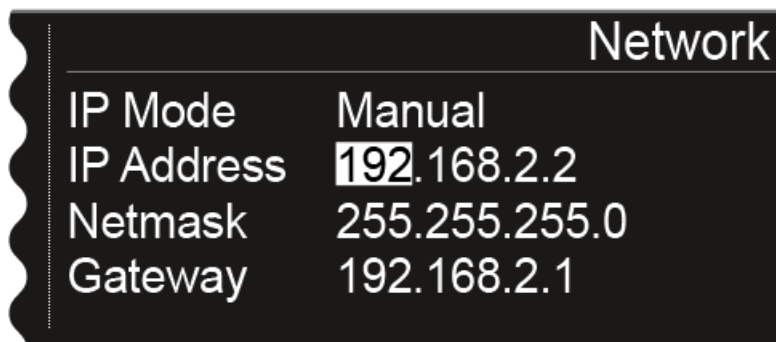 Network
IP Mode Manual
IP Address 192.168.2.2
Netmask 255.255.255.0
Gateway 192.168.2.1